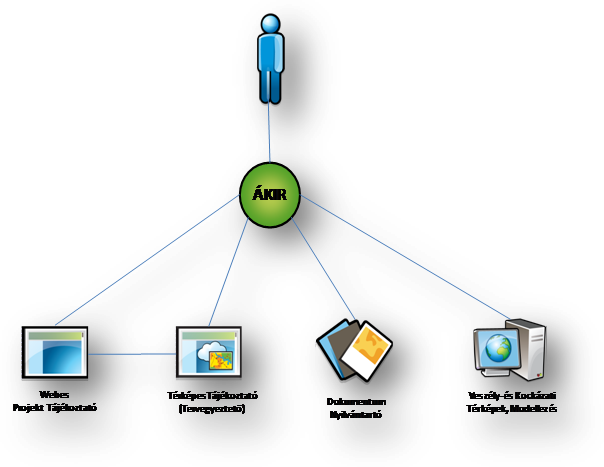 ÁKIR
Webes
Projekt Tájékoztató
Térképes Tájékoztató
(Tervegyeztető)
Dokumentum
Nyilvántartó
Veszély-és Kockázati
Térképek, Modellezés